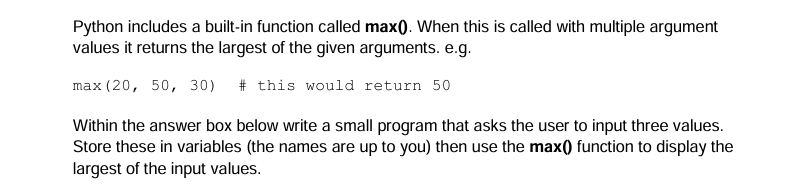 Python includes a built-in function called max(). When this is called with multiple argument
values it returns the largest of the given arguments. e.g.
max(20, 50, 30)  # this would return 50
Within the answer box below write a small program that asks the user to input three values.
Store these in variables (the names are up to you) then use the max() function to display the
largest of the input values.